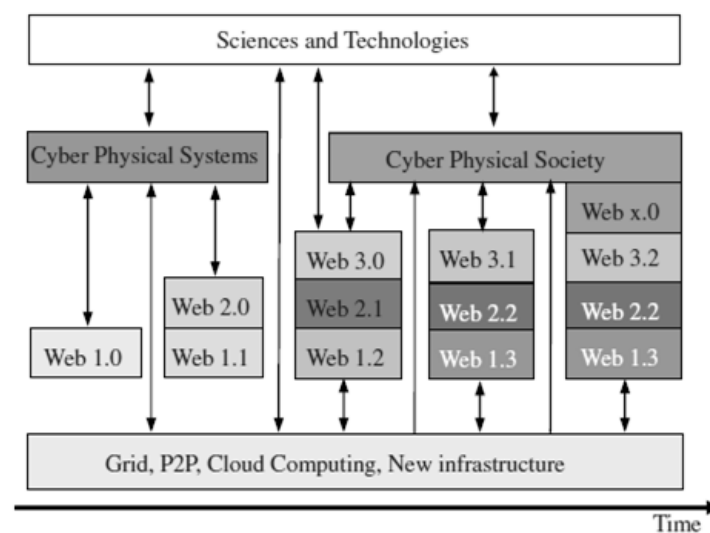 Sciences and Technologies
Cyber Physical Systems
Cyber Physical Society
Web x.0
Web 3.0
Web 3.1
Web 3.2
Web 2.0
Web 2.1
Web 2.2
Web 2.2
Web 1.0
Web 1.1
Web 1.2
Web 1.3
Web 1.3
Grid, P2P, Cloud Computing, New infrastructure
Time